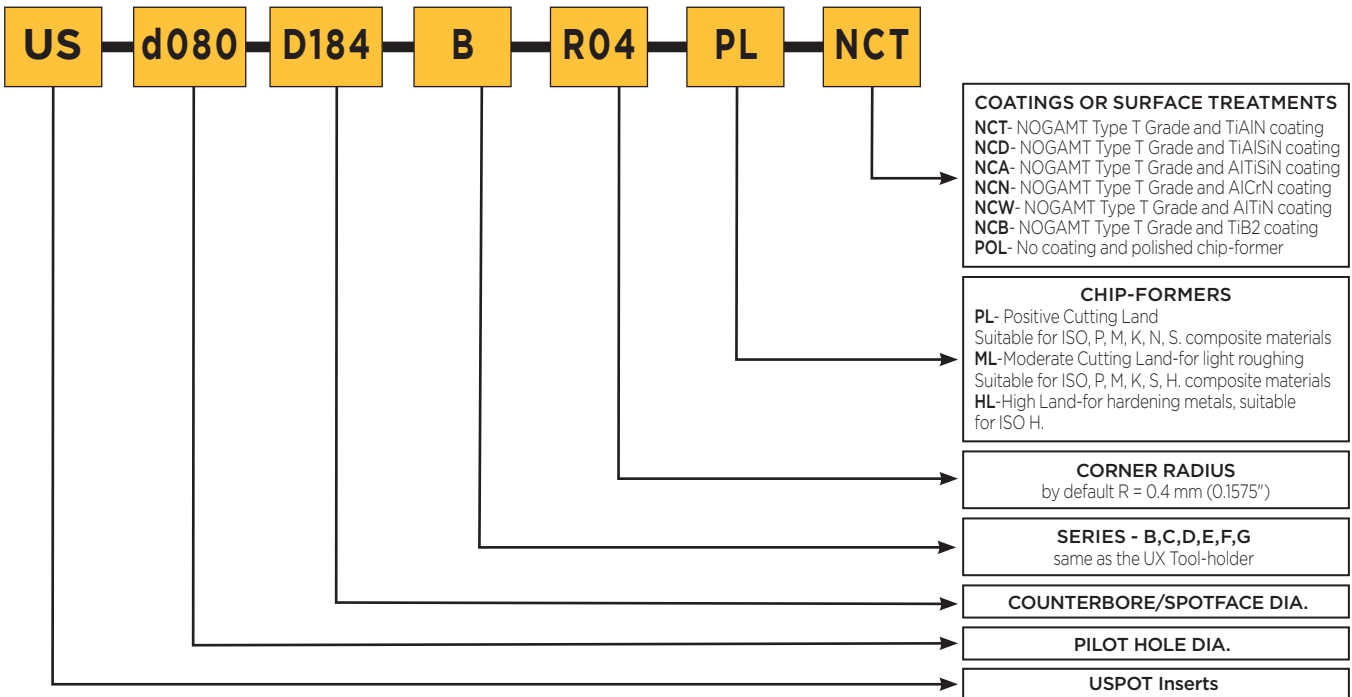 US d080 D184 B R04 PL NCT
COATINGS OR SURFACE TREATMENTS
NCT- NOGAMT Type T Grade and TiAlN coating
NCD- NOGAMT Type T Grade and TiAlSiN coating
NCA- NOGAMT Type T Grade and AlTiSiN coating
NCN- NOGAMT Type T Grade and AlCrN coating
NCW- NOGAMT Type T Grade and AlTiN coating
NCB- NOGAMT Type T Grade and TiB2 coating
POL- No coating and polished chip-former
CHIP-FORMERS
PL- Positive Cutting Land
Suitable for ISO, P, M, K, N, S. composite materials
ML-Moderate Cutting Land-for light roughing
Suitable for ISO, P, M, K, S, H. composite materials
HL-High Land-for hardening metals, suitable
for ISO H.
CORNER RADIUS
by default R = 0.4 mm (0.1575")
SERIES - B,C,D,E,F,G
same as the UX Tool-holder
COUNTERBORE/SPOTFACE DIA.
PILOT HOLE DIA.
USPOT Inserts